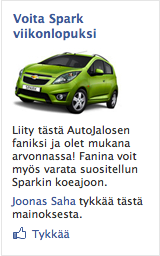 Voita Spark
viikonlopuksi
Liity tästä AutoJalosen
faniksi ja olet mukana
arvonnassa! Fanina voit
myös varata suositellun
Sparkin koeajoon.
Joonas Saha tykkää tästä
mainoksesta.
Tykkää